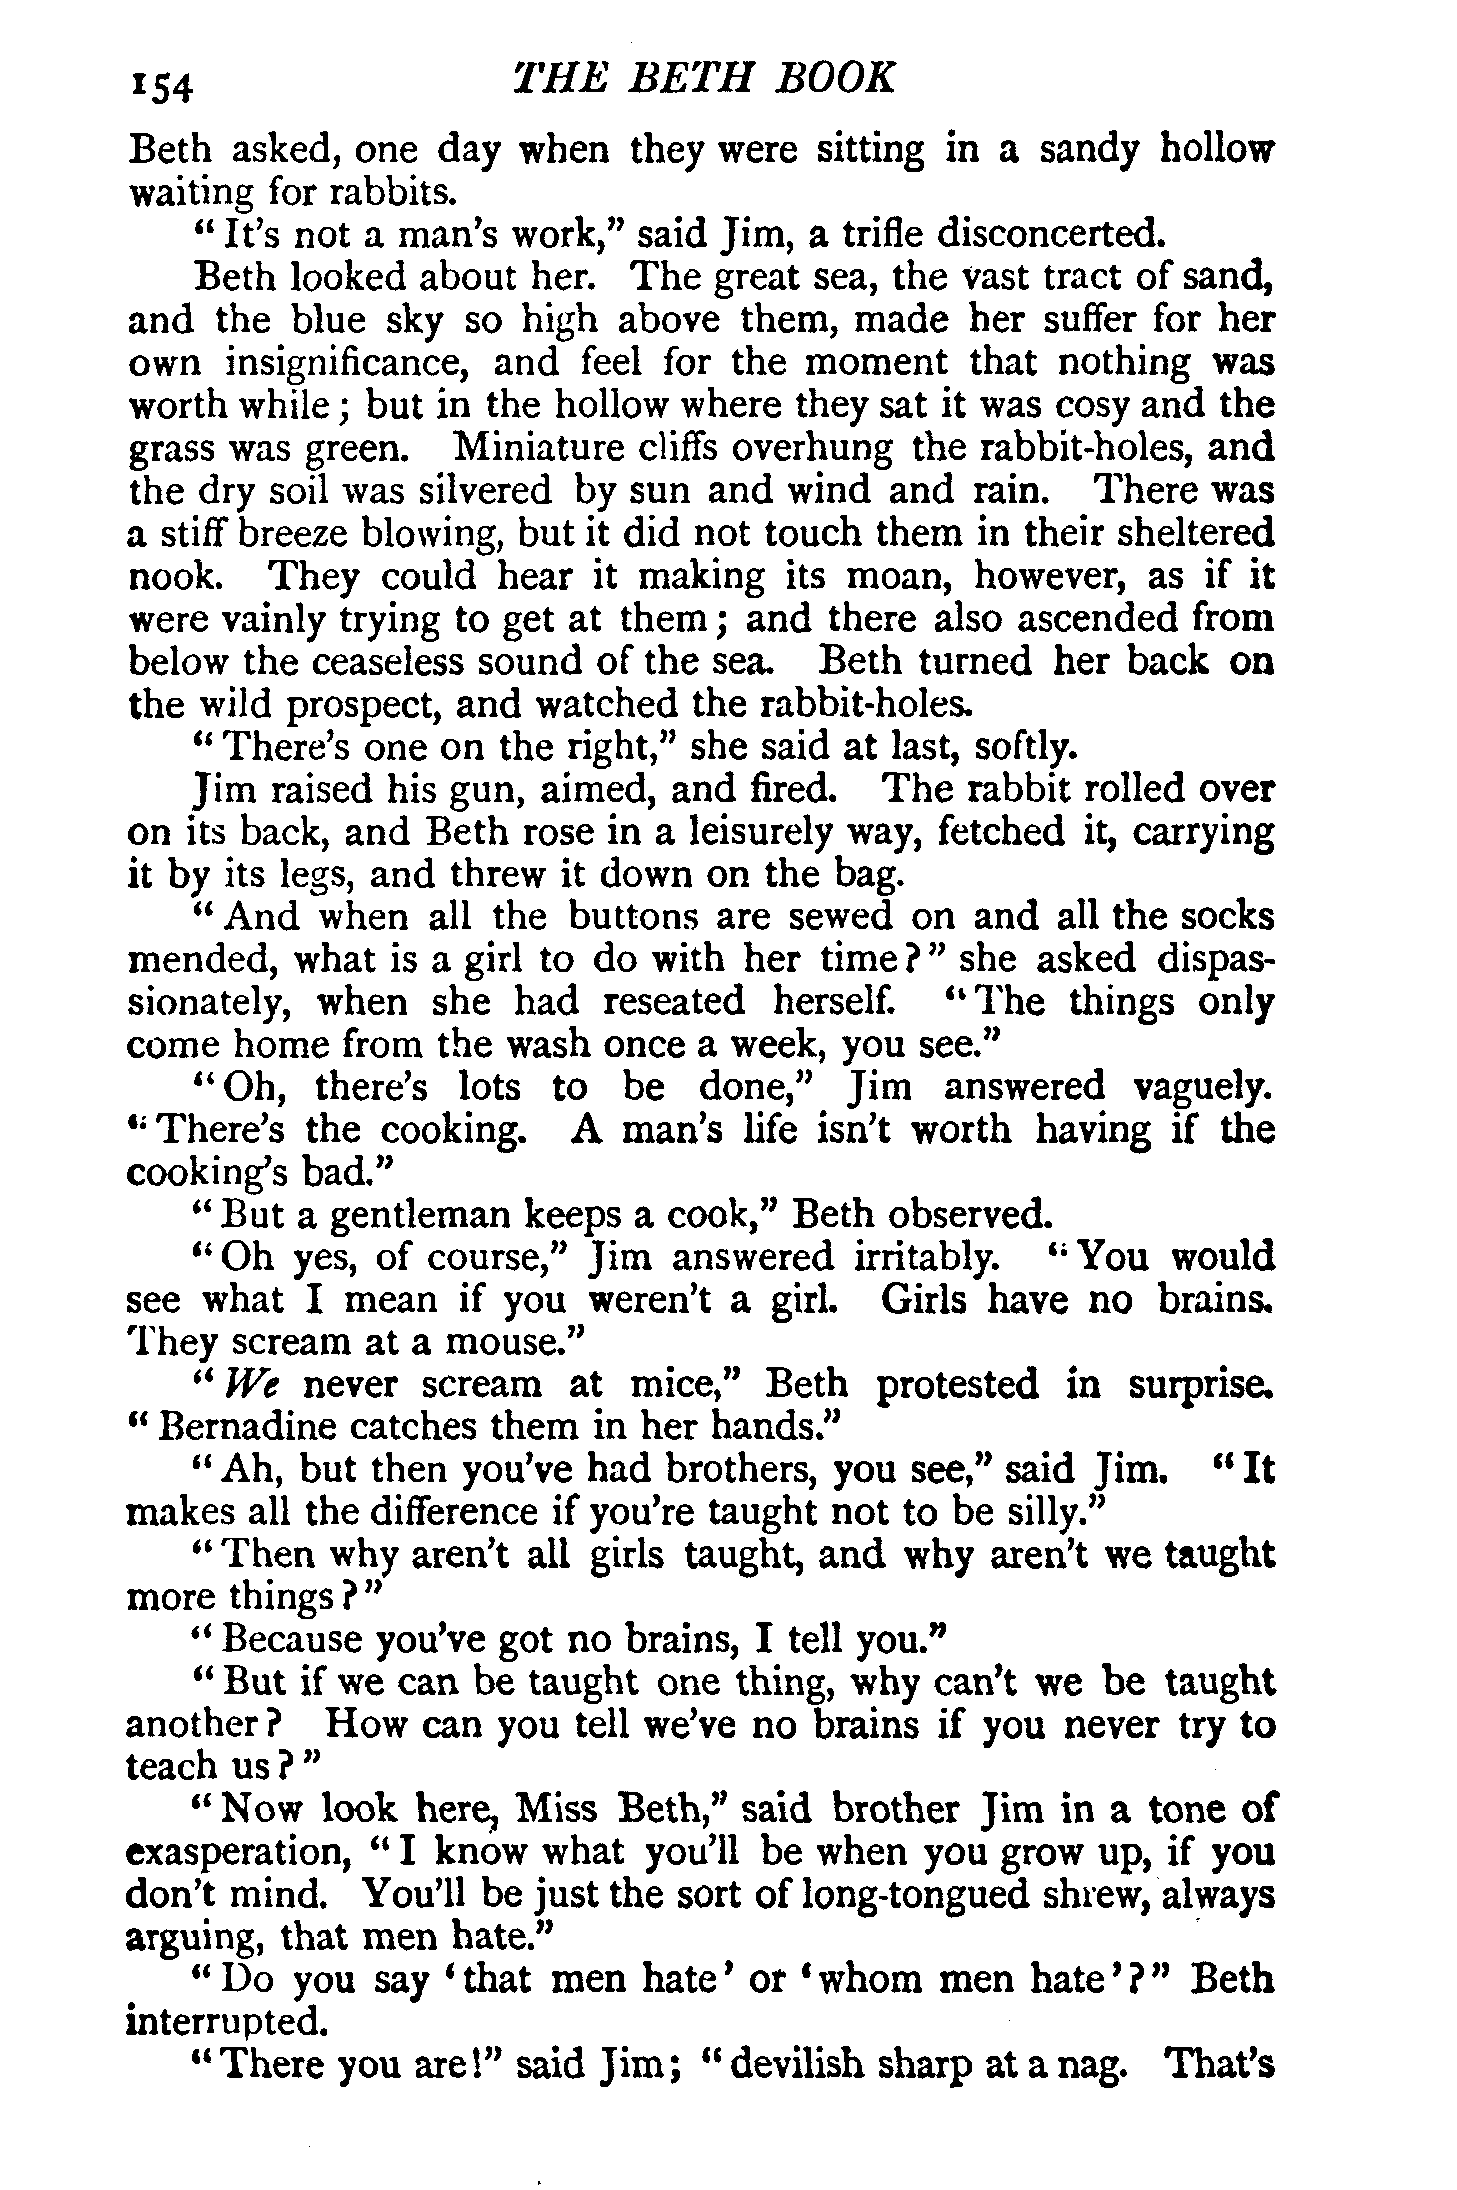 154 THE BETH BOOK
Beth asked, one day when they were sitting in a sandy hollow
waiting for rabbits.
“It’s not a man’s work,” said Jim, a trifle disconcerted.
Beth looked about her. The great sea, the vast tract of sand,
and the blue sky so high above them, made her suffer for her
own insignificance, and feel for the moment that nothing was
worth while; but in the hollow where they sat it was cosy and the
grass was green. Miniature cliffs overhung the rabbit-holes, and
the dry soil was silvered by sun and wind and rain. There was
a stiff breeze blowing, but it did not touch them in their sheltered
nook. They could hear it making its moan, however, as if it
were vainly trying to get at them; and there also ascended from
below the ceaseless sound of the sea. Beth turned her back on
the wild prospect, and watched the rabbit-holes.
“There’s one on the right,” she said at last, softly.
Jim raised his gun, aimed, and fired. The rabbit rolled over
on its back, and Beth rose in a leisurely way, fetched it, carrying
it by its legs, and threw it down on the bag.
“And when all the buttons are sewed on and all the socks
mended, what is a girl to do with her time?” she asked dispas-
sionately, when she had reseated herself. “The things only
come home from the wash once a week, you see.”
“Oh, there’s lots to be done,” Jim answered vaguely.
“There’s the cooking. A man’s life isn’t worth having if the
cooking’s bad.”
“But a gentleman keeps a cook,” Beth observed.
“Oh yes, of course,” Jim answered irritably. “You would
see what I mean if you weren’t a girl. Girls have no brains.
They scream at a mouse.”
“We never scream at mice,” Beth protested in surprise.
“Bernadine catches them in her hands.”
“Ah, but then you’ve had brothers, you see,” said Jim. “It
makes all the difference if you’re taught not to be silly.”
“Then why aren’t all girls taught, and why aren’t we taught
more things?”
“Because you’ve got no brains, I tell you.”
“But if we can be taught one thing, why can’t we be taught
another? How can you tell we’ve no brains if you never try to
teach us?”
“Now look here, Miss Beth,” said brother Jim in a tone of
exasperation, “I know what you’ll be when you grow up, if you
don’t mind. You’ll be just the sort of long-tongued shrew, always
arguing, that men hate.”
“Do you say ‘that men hate’ or ‘whom men hate’?” Beth
interrupted.
“There you are!” said Jim; “devilish sharp at a nag. That’s